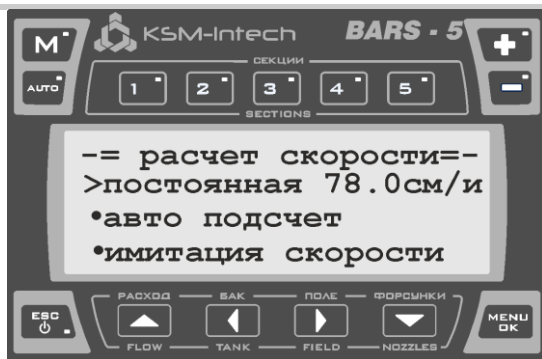 M
KSM-Intech
BARS - 5
+
AUTO
СЕКЦИИ
1 2 3 4 5
-
SECTIONS
-= расчет скорости=-
>постоянная 78.0см/и
•авто подсчет
•имитация скорости
РАСХОД БАК ПОЛЕ ФОРСУНКИ
ESC
MENU
OK
FLOW TANK FIELD NOZZLES